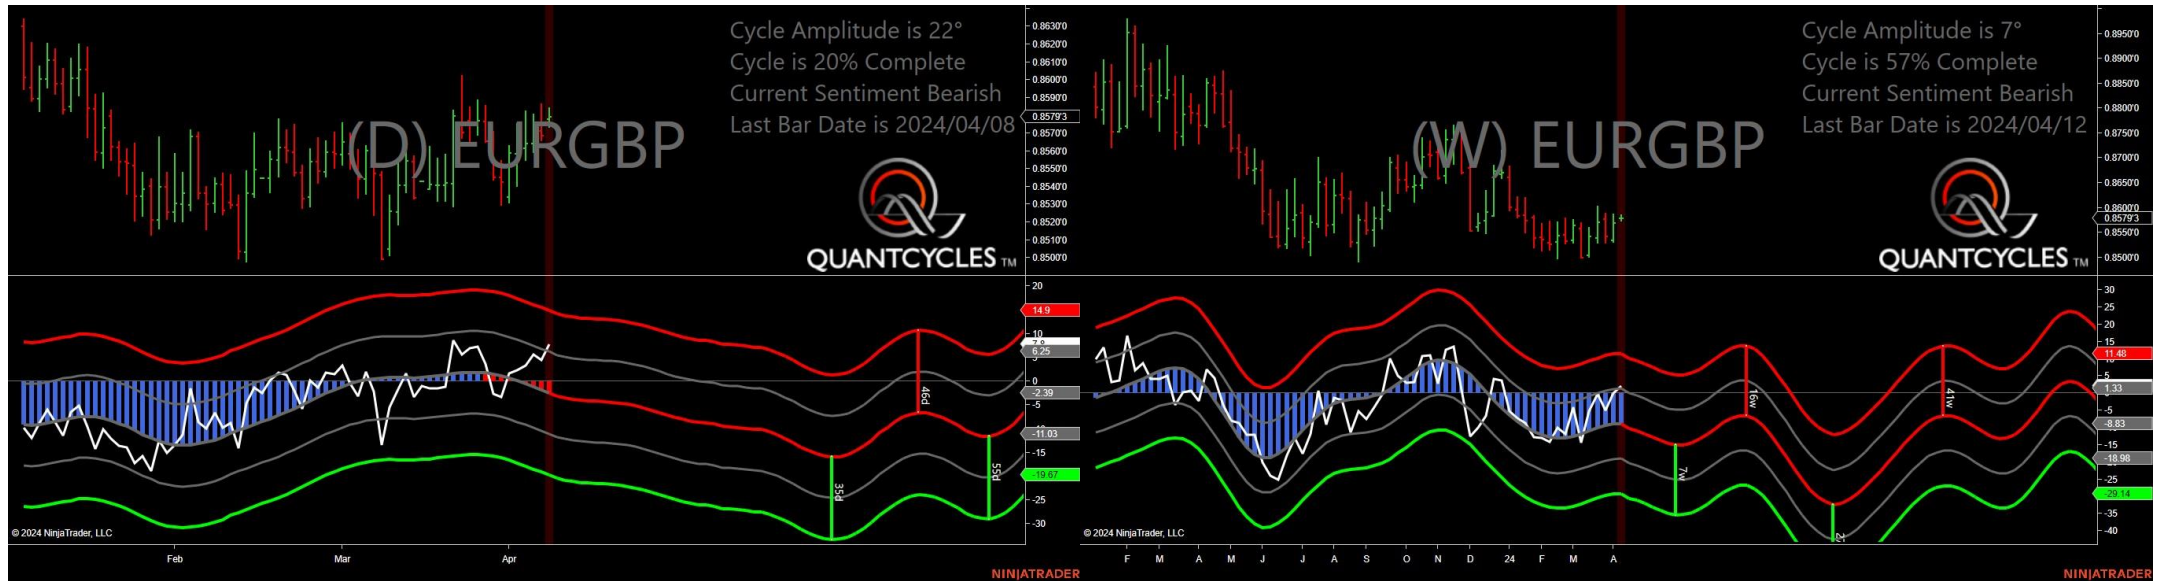 Cycle Amplitude is 22°
Cycle is 20% Complete
Current Sentiment Bearish
Last Bar Date is 2024/04/08
(D) EURGBP
QUANTCYCLES TM
0.8630'0
0.8620'0
0.8610'0
0.8600'0
0.8590'0
0.8579'3
0.8570'0
0.8560'0
0.8550'0
0.8540'0
0.8530'0
0.8520'0
0.8510'0
0.8500'0
20
14.9
10
7.8
6.25
0
-2.39
-5
-11.03
-15
-19.67
-25
-30
46d
35d
55d
© 2024 NinjaTrader, LLC
Feb Mar Apr
NINJATRADER
Cycle Amplitude is 7°
Cycle is 57% Complete
Current Sentiment Bearish
Last Bar Date is 2024/04/12
(W) EURGBP
QUANTCYCLES TM
0.8950'0
0.8900'0
0.8850'0
0.8800'0
0.8750'0
0.8700'0
0.8650'0
0.8600'0
0.8579'3
0.8550'0
0.8500'0
30
25
20
15
11.48
5
1.33
-5
-8.83
-15
-18.98
-25
-29.14
-35
-40
16w
41w
7w
© 2024 NinjaTrader, LLC
F M A M J J A S O N D 24 F M A
NINJATRADER